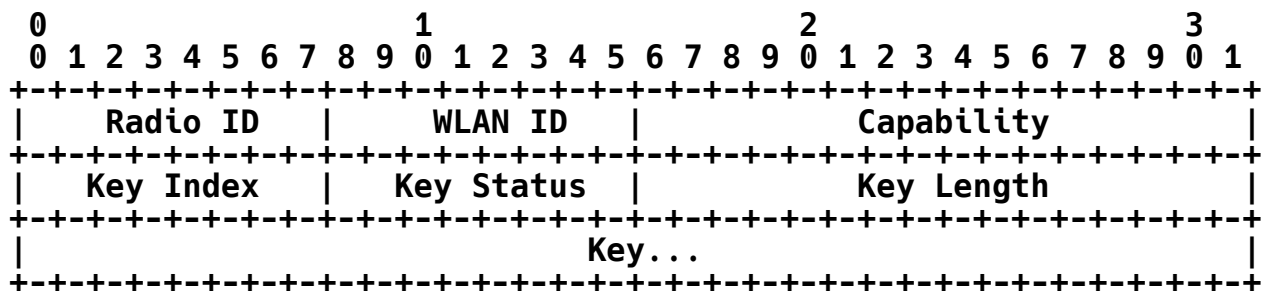 0                   1                   2                   3
 0 1 2 3 4 5 6 7 8 9 0 1 2 3 4 5 6 7 8 9 0 1 2 3 4 5 6 7 8 9 0 1
+-+-+-+-+-+-+-+-+-+-+-+-+-+-+-+-+-+-+-+-+-+-+-+-+-+-+-+-+-+-+-+-+
|    Radio ID   |     WLAN ID   |           Capability          |
+-+-+-+-+-+-+-+-+-+-+-+-+-+-+-+-+-+-+-+-+-+-+-+-+-+-+-+-+-+-+-+-+
|   Key Index   |   Key Status  |           Key Length          |
+-+-+-+-+-+-+-+-+-+-+-+-+-+-+-+-+-+-+-+-+-+-+-+-+-+-+-+-+-+-+-+-+
|                             Key...                            |
+-+-+-+-+-+-+-+-+-+-+-+-+-+-+-+-+-+-+-+-+-+-+-+-+-+-+-+-+-+-+-+-+